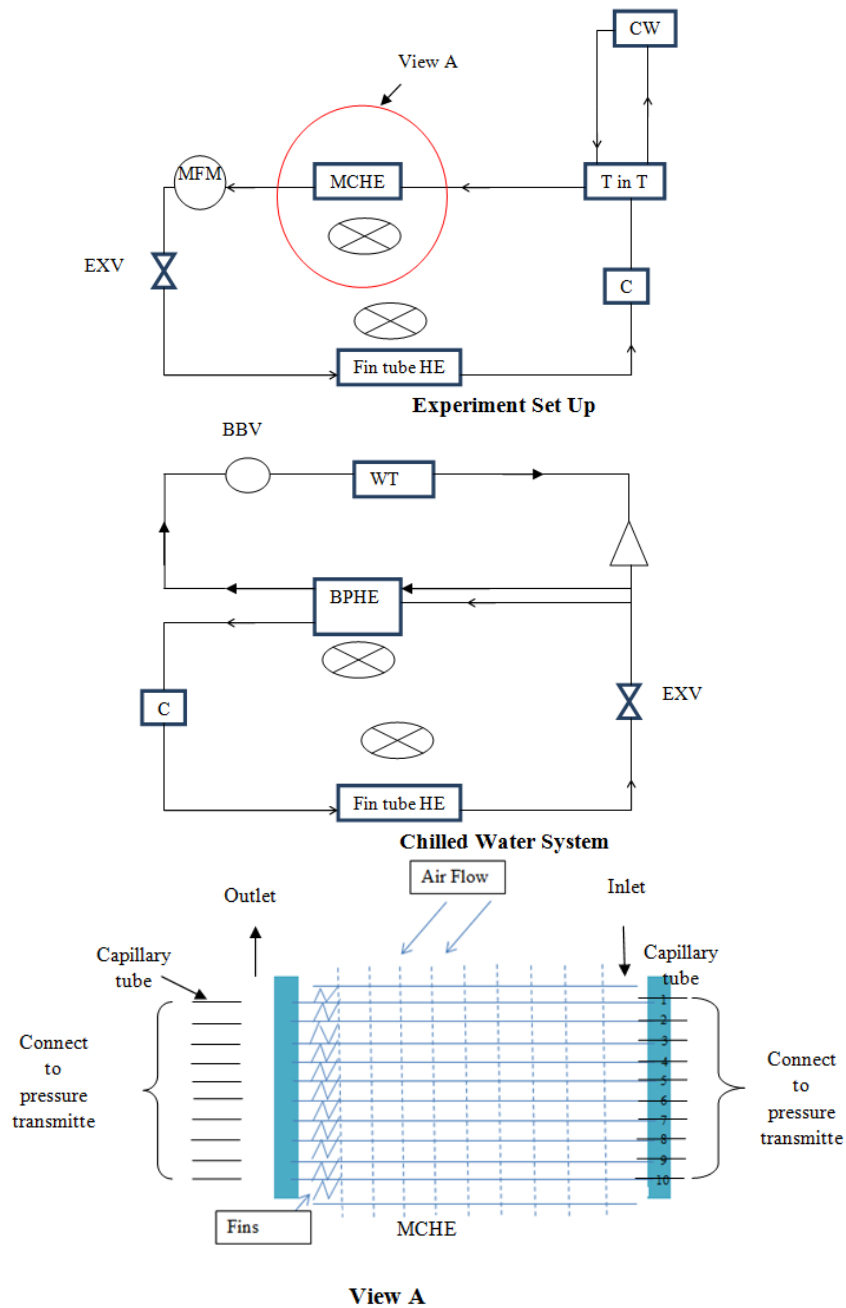 CW
View A
MFM
MCHE
T in T
EXV
C
Fin tube HE
Experiment Set Up
BBV
WT
BPHE
EXV
C
Fin tube HE
Chilled Water System
Air Flow
Outlet
Inlet
Capillary
tube
Capillary
tube
1
2
3
4
5
6
7
8
9
10
Connect
to
pressure
transmitte
Connect
to
pressure
transmitte
Fins
MCHE
View A